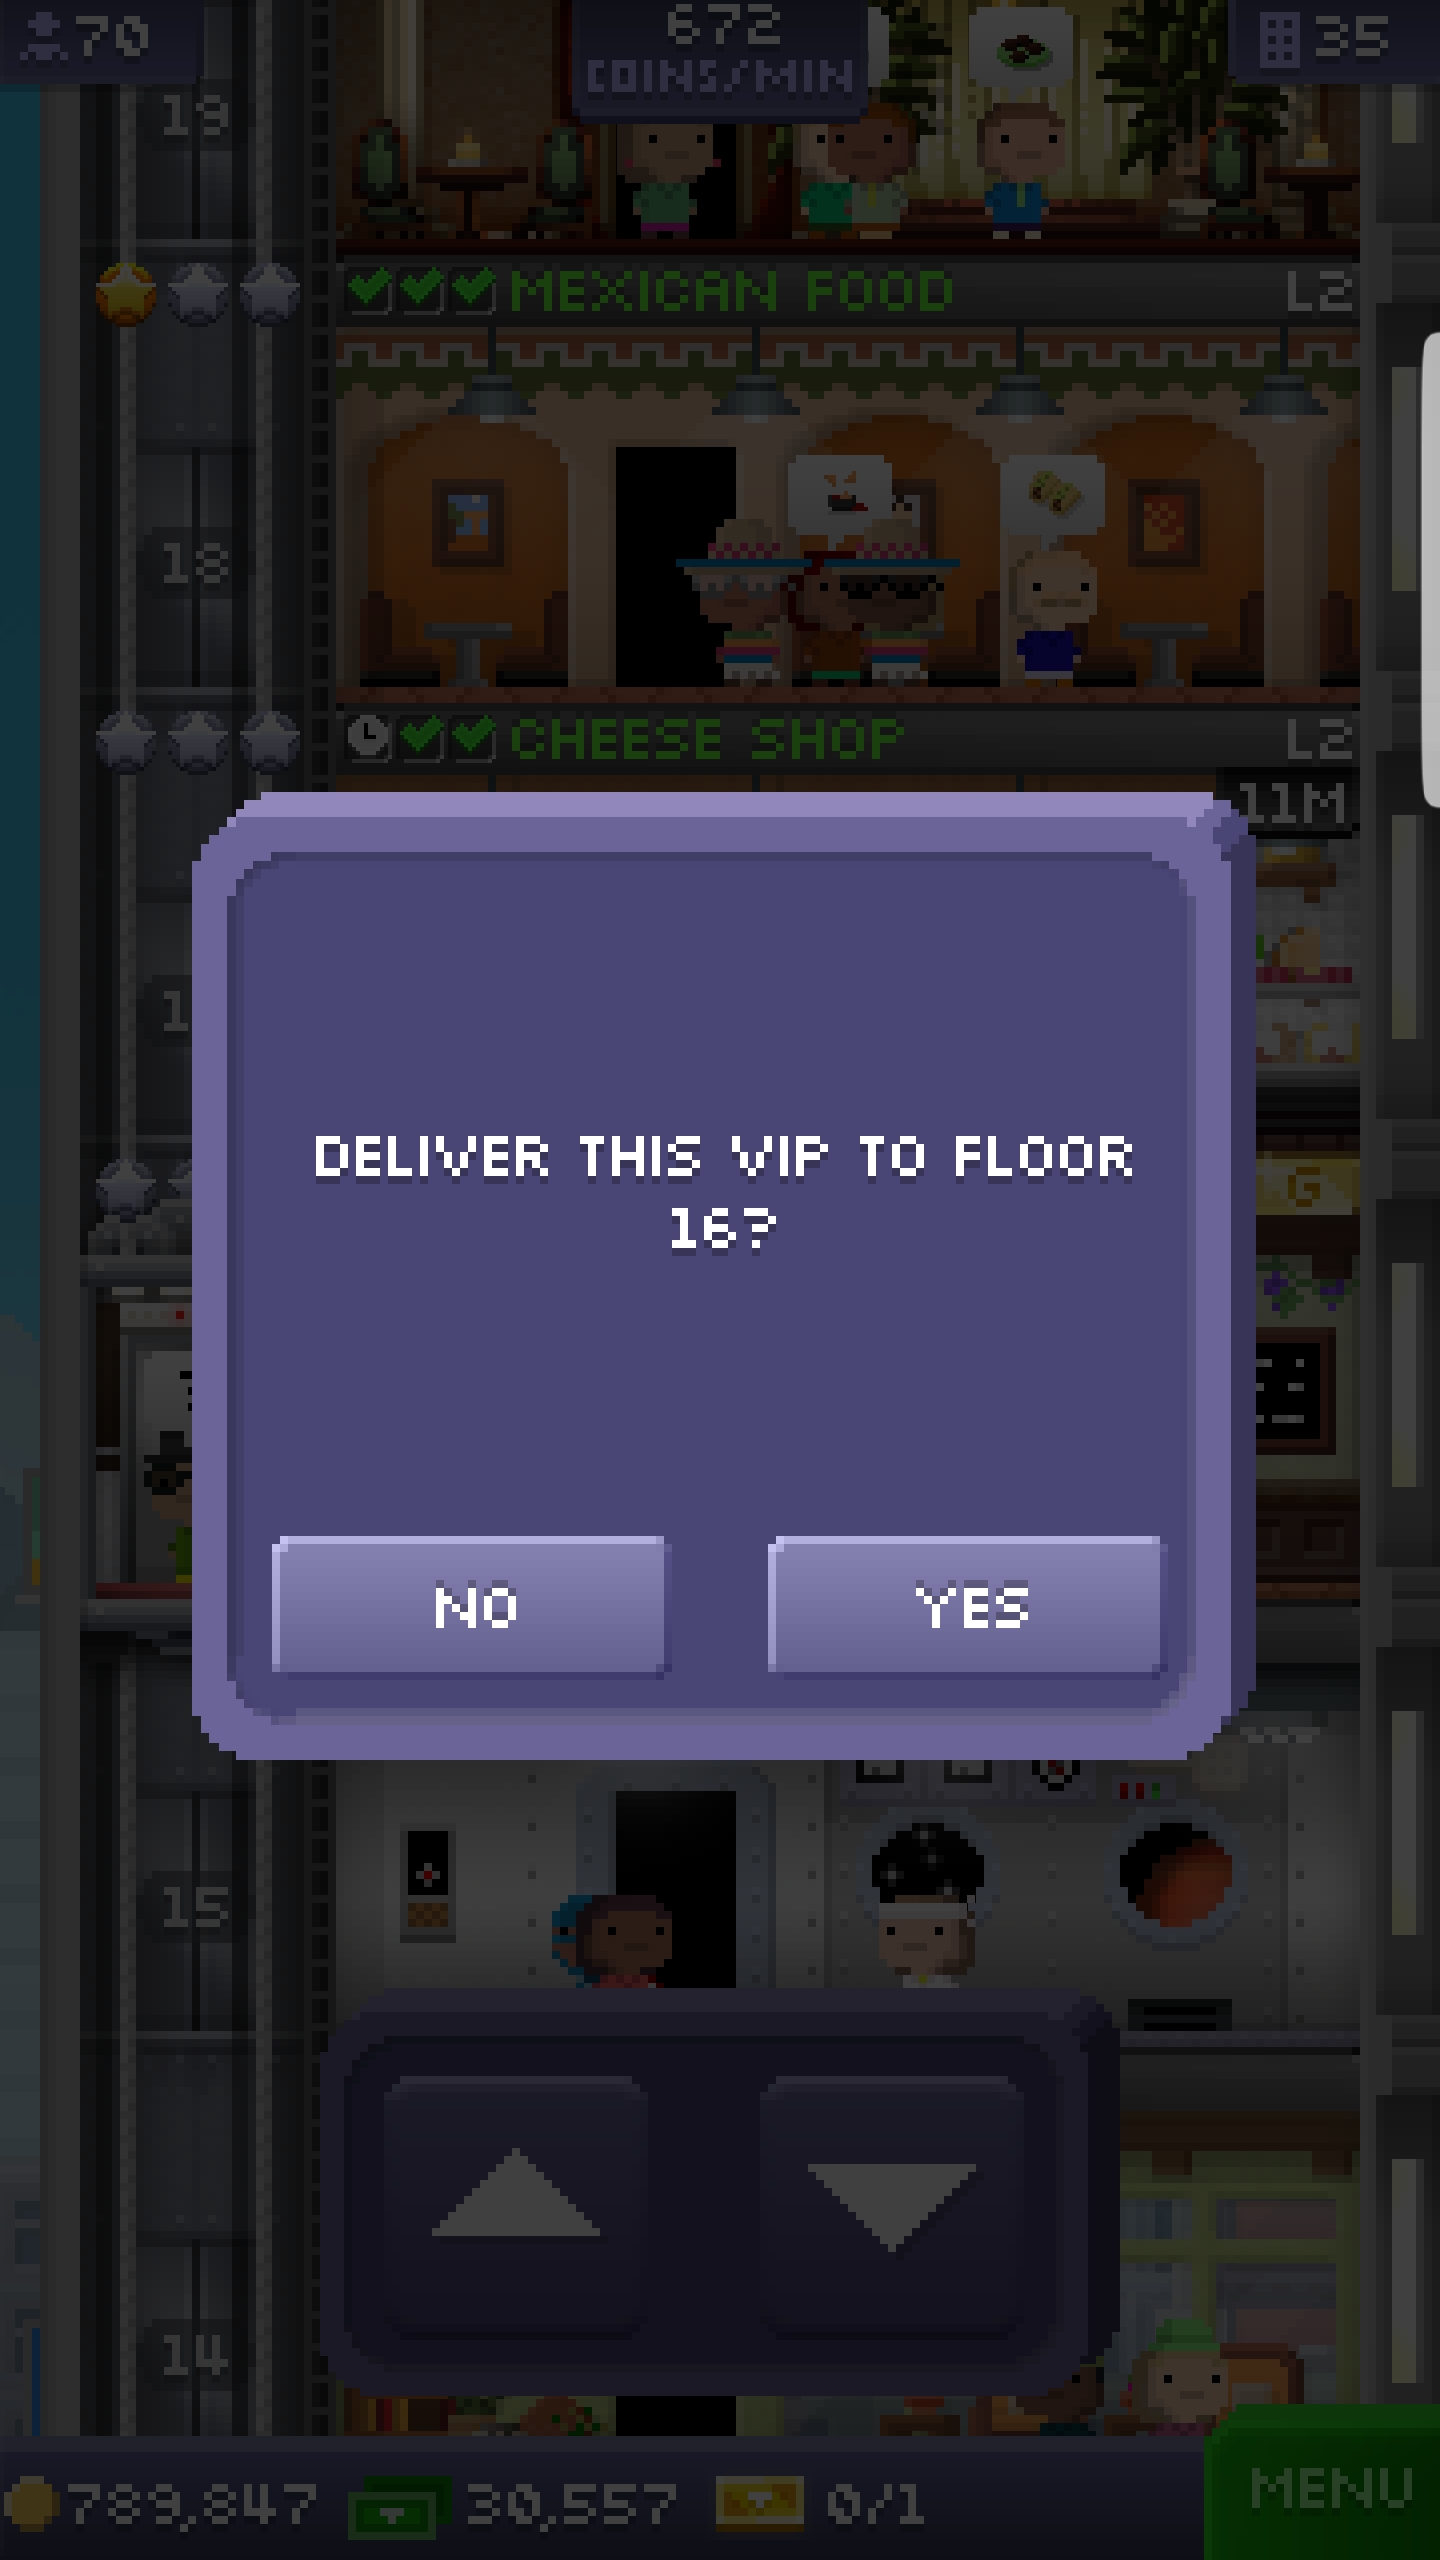 70
672
COINS/MIN
35
19
MEXICAN FOOD
L2
18
CHEESE SHOP
L2
11M
DELIVER THIS VIP TO FLOOR
16?
NO
YES
15
14
789,847
30,557
0/1
MENU